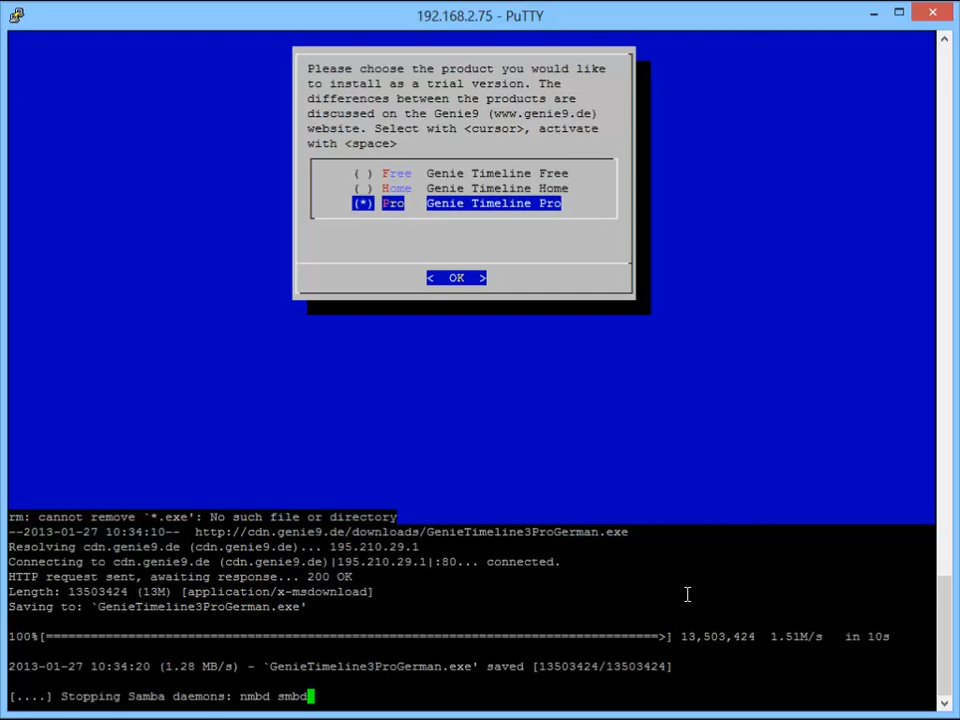 192.168.2.75 - PuTTY
Please choose the product you would like
to install as a trial version. The
differences between the products are
discussed on the Genie9 (www.genie9.de)
website. Select with <cursor>, activate
with <space>
( ) Free Genie Timeline Free
( ) Home Genie Timeline Home
(*) Pro Genie Timeline Pro
< OK >
rm: cannot remove `*.exe': No such file or directory
--2013-01-27 10:34:10-- http://cdn.genie9.de/downloads/GenieTimeline3ProGerman.exe
Resolving cdn.genie9.de (cdn.genie9.de)... 195.210.29.1
Connecting to cdn.genie9.de (cdn.genie9.de)|195.210.29.1|:80... connected.
HTTP request sent, awaiting response... 200 OK
Length: 13503424 (13M) [application/x-msdownload]
Saving to: `GenieTimeline3ProGerman.exe'
100%[==============================================================================>] 13,503,424 1.51M/s in 10s
2013-01-27 10:34:20 (1.28 MB/s) - `GenieTimeline3ProGerman.exe' saved [13503424/13503424]
[....] Stopping Samba daemons: nmbd smbd